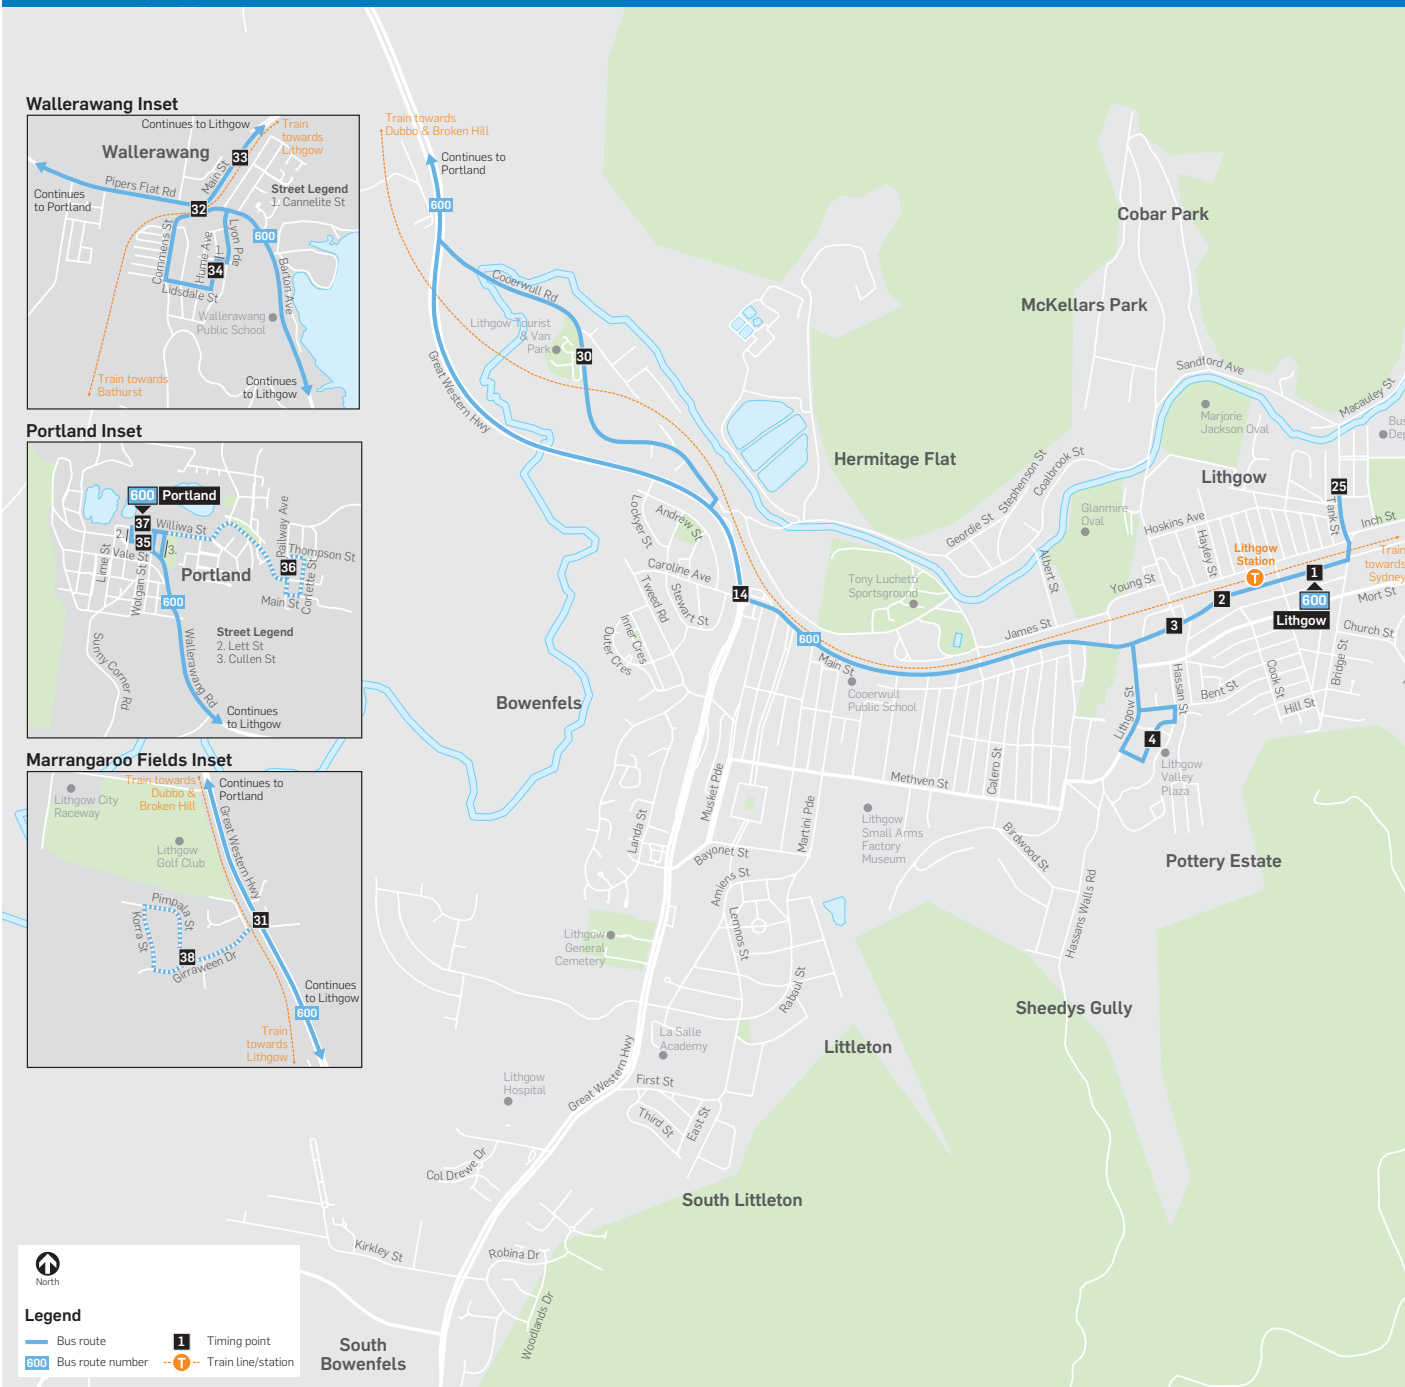 Wallerawang Inset
Continues to Lithgow
Train
towards
Lithgow
Wallerawang
33
Main St
Pipers Flat Rd
Continues
to Portland
Street Legend
1. Cannelite St
32
600
Commens St
Hume Ave
1.
Lyon Pde
34
Barton Ave
Lidsdale St
Wallerawang
Public School
Train towards
Bathurst
Continues
to Lithgow
Portland Inset
600 Portland
37
Williwa St
2.
35
3.
Lime St
Vale St
Wolgan St
Railway Ave
Thompson St
36
Portland
Cortette St
Main St
600
Street Legend
2. Lett St
3. Cullen St
Sunny Corner Rd
Wallerawang Rd
Continues
to Lithgow
Marrangaroo Fields Inset
Train towards
Dubbo &
Broken Hill
Continues to
Portland
Lithgow City
Raceway
Great Western Hwy
Lithgow
Golf Club
Pimpala St
Korra St
31
38
Girraween Dr
Continues
to Lithgow
600
Train
towards
Lithgow
Train towards
Dubbo & Broken Hill
Continues to
Portland
600
Cooerwull Rd
Lithgow Tourist
& Van
Park
30
Great Western Hwy
Cobar Park
McKellars Park
Sandford Ave
Macauley St
Marjorie
Jackson Oval
Bus
Dep
Hermitage Flat
Stephenson St
Coalbrook St
Geordie St
Lithgow
25
Tank St
Inch St
Glanmire
Oval
Hoskins Ave
Hayley St
Lithgow
Station
T
Train
towards
Sydney
Lockyer St
Andrew St
Caroline Ave
Tweed Rd
Stewart St
Inner Cres
Outer Cres
14
Tony Luchetti
Sportsground
Albert St
Young St
1
600
Lithgow
2
3
Mort St
Church St
James St
600
Main St
Cooerwull
Public School
Bowenfels
Hassan St
Bent St
Cook St
Hill St
Bridge St
Lithgow St
4
Lithgow
Valley
Plaza
Methven St
Calero St
Musket Pde
Landa St
Martini Pde
Bayonet St
Lithgow
Small Arms
Factory
Museum
Birdwood St
Pottery Estate
Amiens St
Lemnos St
Hassans Walls Rd
Lithgow
General
Cemetery
Rabaul St
Sheedys Gully
La Salle
Academy
Littleton
Great Western Hwy
Lithgow
Hospital
First St
Third St
East St
Col Drewe Dr
South Littleton
Kirkley St
Robina Dr
Woodlands Dr
South
Bowenfels
North
Legend
Bus route
1 Timing point
600 Bus route number
T Train line/station